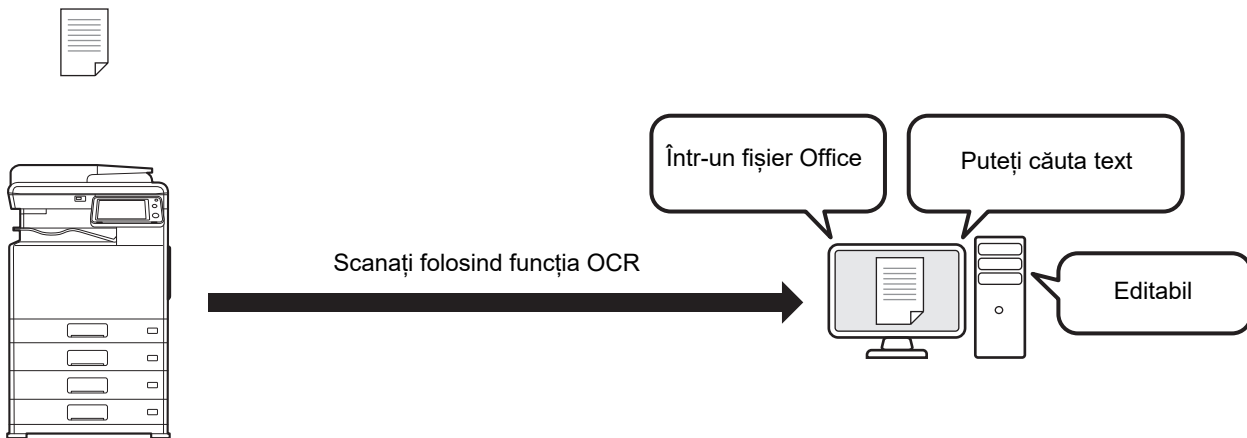 Într-un fișier Office
Puteți căuta text
Scanați folosind funcția OCR
Editabil